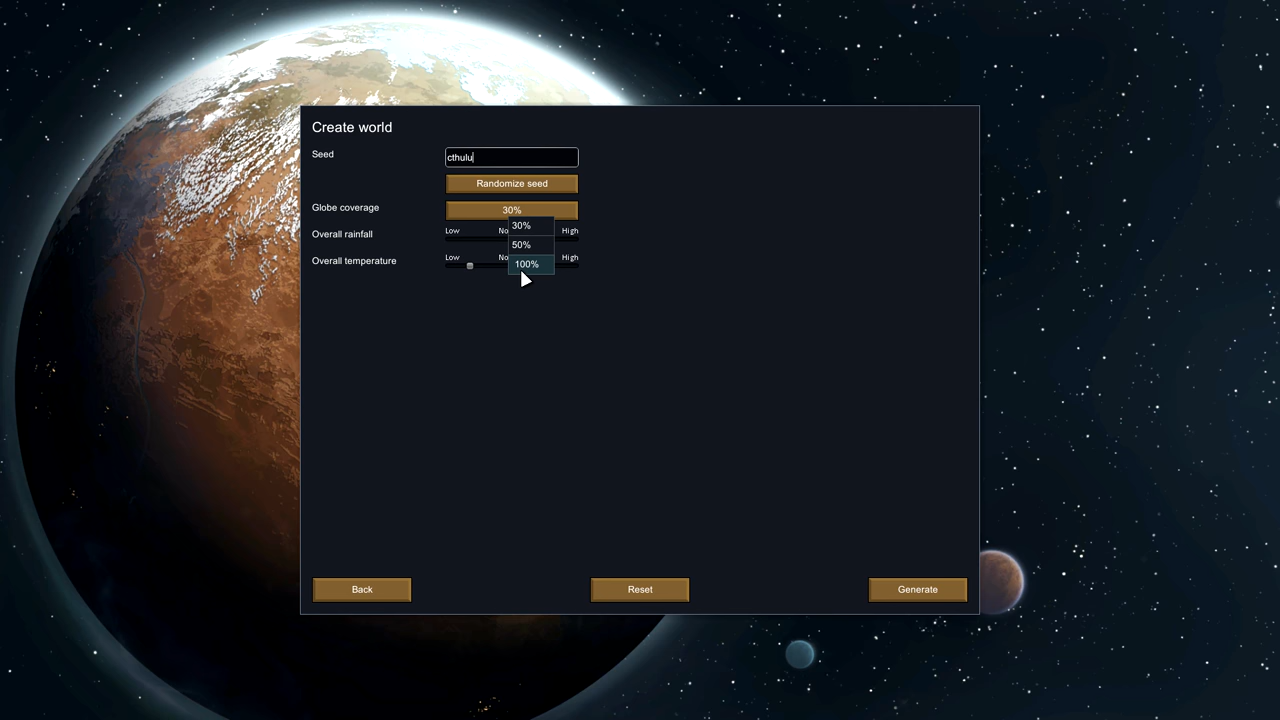 Create world
Seed
cthulu
Randomize seed
Globe coverage
30%
30%
Overall rainfall
Low
High
50%
Overall temperature
Low
High
100%
Back
Reset
Generate